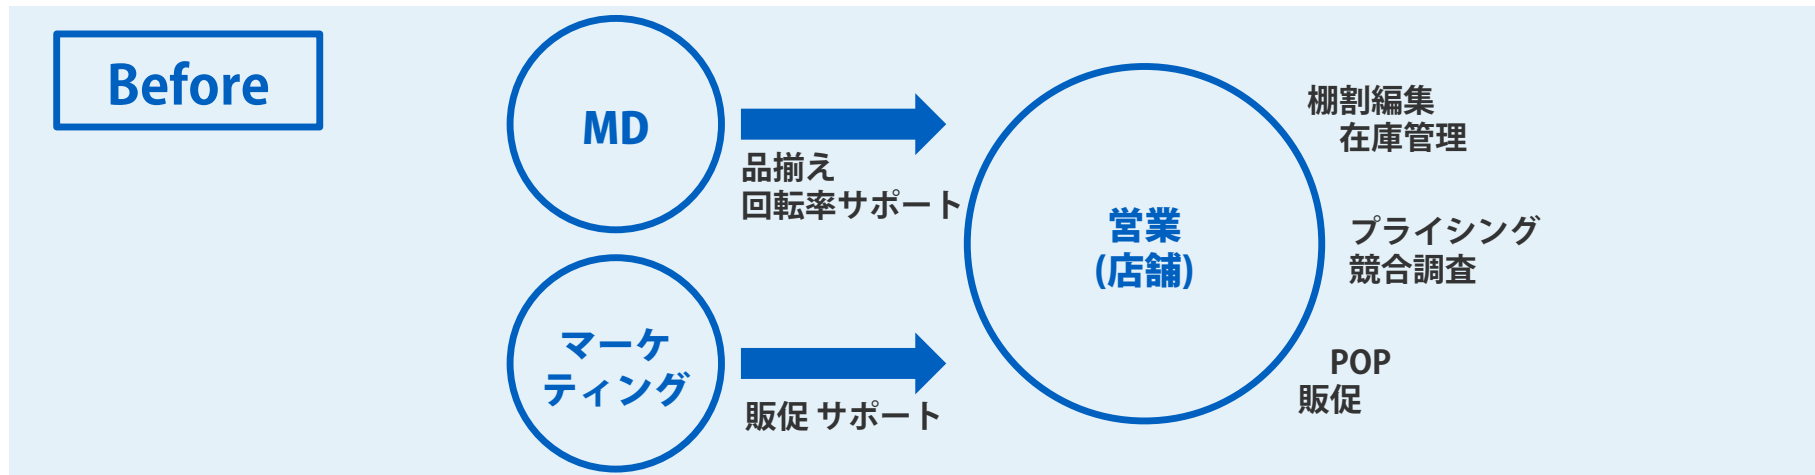 Before
MD
品揃え
回転率サポート
マーケ
ティング
販促 サポート
営業
(店舗)
棚割編集
在庫管理
プライシング
競合調査
POP
販促